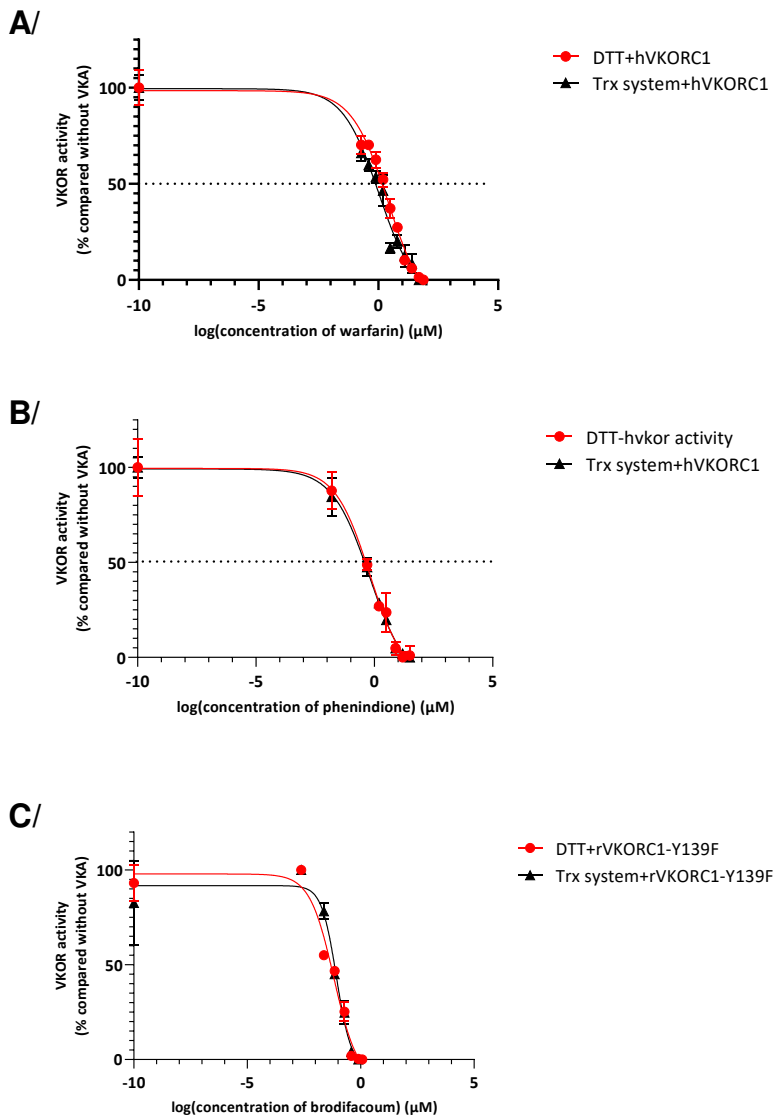 A/
DTT+hVKORC1
Trx system+hVKORC1
VKOR activity
(% compared without VKA)
100
50
0
-10
-5
0
5
log(concentration of warfarin) (µM)
B/
DTT-hvkor activity
Trx system+hVKORC1
VKOR activity
(% compared without VKA)
100
50
0
-10
-5
0
5
log(concentration of phenindione) (µM)
C/
DTT+rVKORC1-Y139F
Trx system+rVKORC1-Y139F
VKOR activity
(% compared without VKA)
100
50
0
-10
-5
0
5
log(concentration of brodifacoum) (µM)